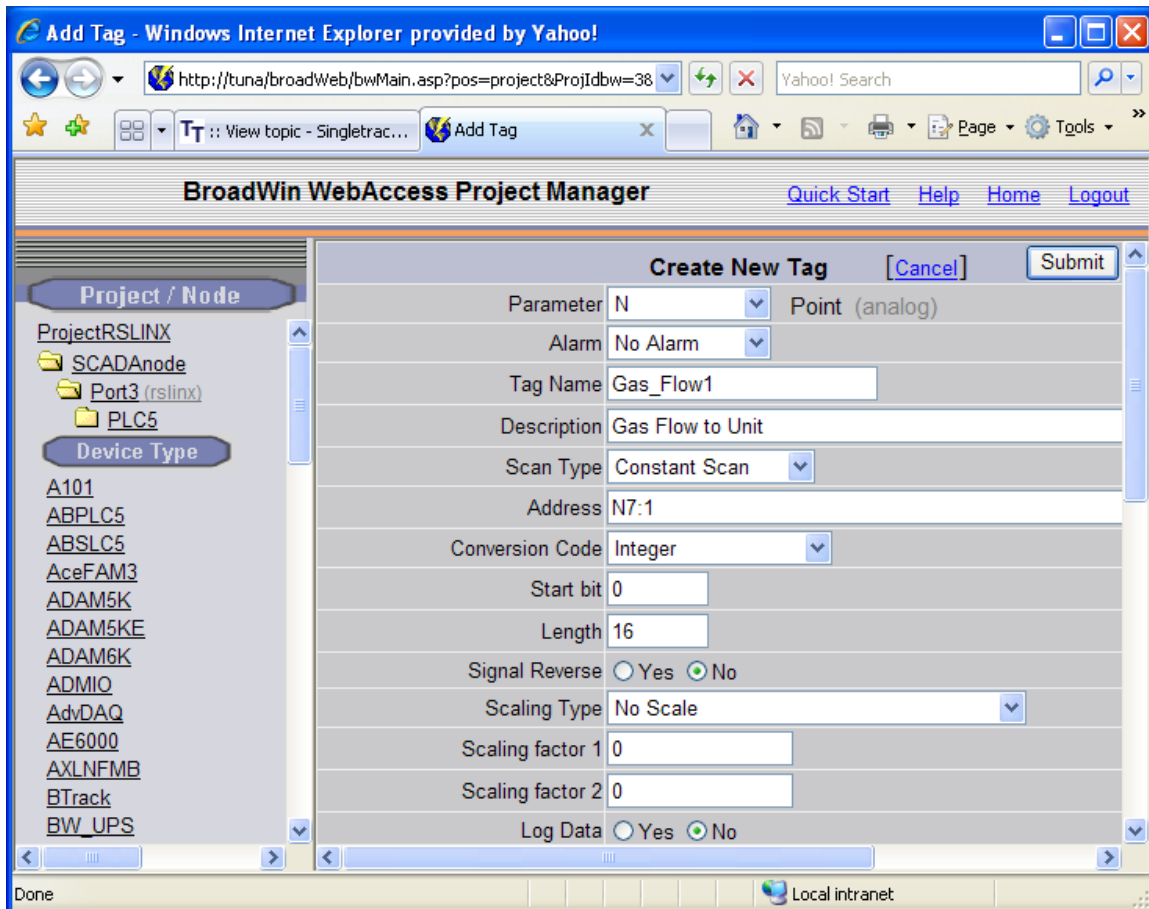 Add Tag - Windows Internet Explorer provided by Yahoo!
http://tuna/broadWeb/bwMain.asp?pos=project&ProjIdbw=38
Yahoo! Search
TT :: View topic - Singletrac...
Add Tag
Page
Tools
BroadWin WebAccess Project Manager
Quick Start
Help
Home
Logout
Project / Node
ProjectRSLINX
SCADAnode
Port3 (rslinx)
PLC5
Device Type
A101
ABPLC5
ABSLC5
AceFAM3
ADAM5K
ADAM5KE
ADAM6K
ADMIO
AdvDAQ
AE6000
AXLNFMB
BTrack
BW_UPS
Create New Tag [Cancel] Submit
Parameter N Point (analog)
Alarm No Alarm
Tag Name Gas_Flow1
Description Gas Flow to Unit
Scan Type Constant Scan
Address N7:1
Conversion Code Integer
Start bit 0
Length 16
Signal Reverse Yes No
Scaling Type No Scale
Scaling factor 1 0
Scaling factor 2 0
Log Data Yes No
Done
Local intranet